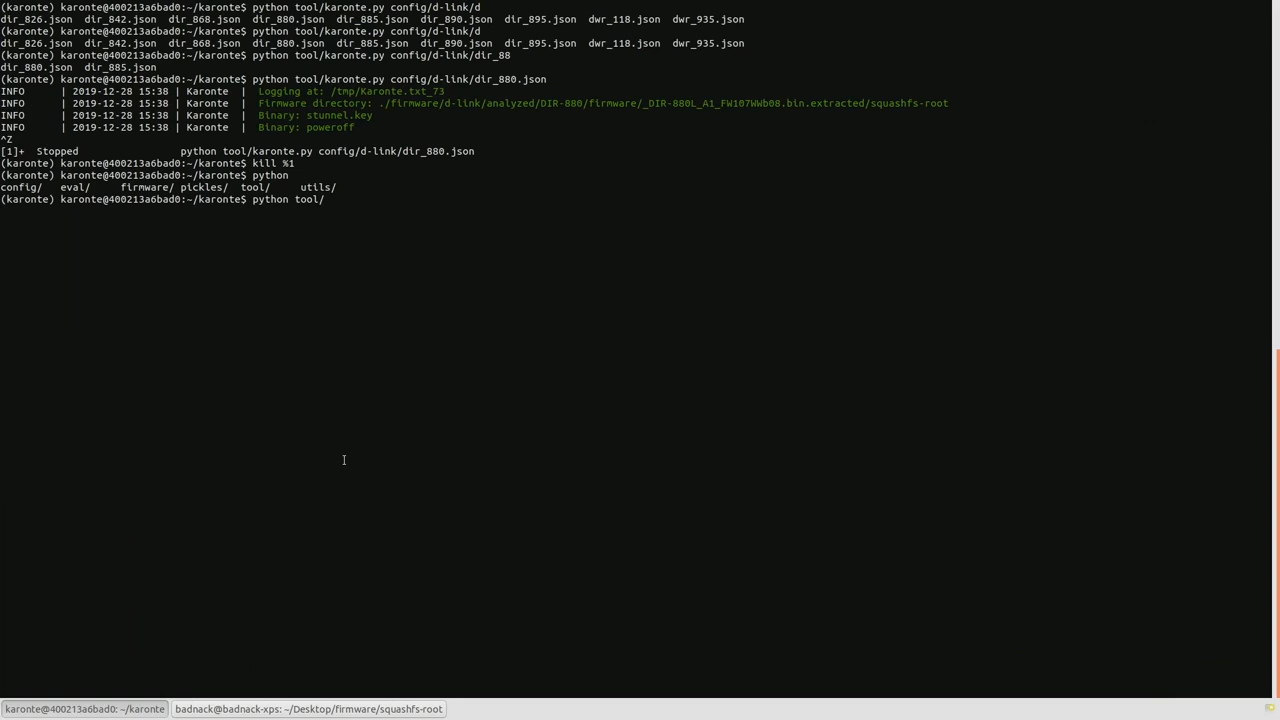 (karonte) karonte@400213a6bad0:~/karonte$ python tool/karonte.py config/d-link/d
dir_826.json  dir_842.json  dir_868.json  dir_880.json  dir_885.json  dir_890.json  dir_895.json  dwr_118.json  dwr_935.json
(karonte) karonte@400213a6bad0:~/karonte$ python tool/karonte.py config/d-link/d
dir_826.json  dir_842.json  dir_868.json  dir_880.json  dir_885.json  dir_890.json  dir_895.json  dwr_118.json  dwr_935.json
(karonte) karonte@400213a6bad0:~/karonte$ python tool/karonte.py config/d-link/dir_88
dir_880.json  dir_885.json
(karonte) karonte@400213a6bad0:~/karonte$ python tool/karonte.py config/d-link/dir_880.json
INFO      | 2019-12-28 15:38 | Karonte  |  Logging at: /tmp/Karonte.txt_73
INFO      | 2019-12-28 15:38 | Karonte  |  Firmware directory: ./firmware/d-link/analyzed/DIR-880/firmware/_DIR-880L_A1_FW107WWb08.bin.extracted/squashfs-root
INFO      | 2019-12-28 15:38 | Karonte  |  Binary: stunnel.key
INFO      | 2019-12-28 15:38 | Karonte  |  Binary: poweroff
^Z
[1]+  Stopped                 python tool/karonte.py config/d-link/dir_880.json
(karonte) karonte@400213a6bad0:~/karonte$ kill %1
(karonte) karonte@400213a6bad0:~/karonte$ python
config/   eval/     firmware/ pickles/  tool/     utils/
(karonte) karonte@400213a6bad0:~/karonte$ python tool/
karonte@400213a6bad0: ~/karonte  badnack@badnack-xps: ~/Desktop/firmware/squashfs-root